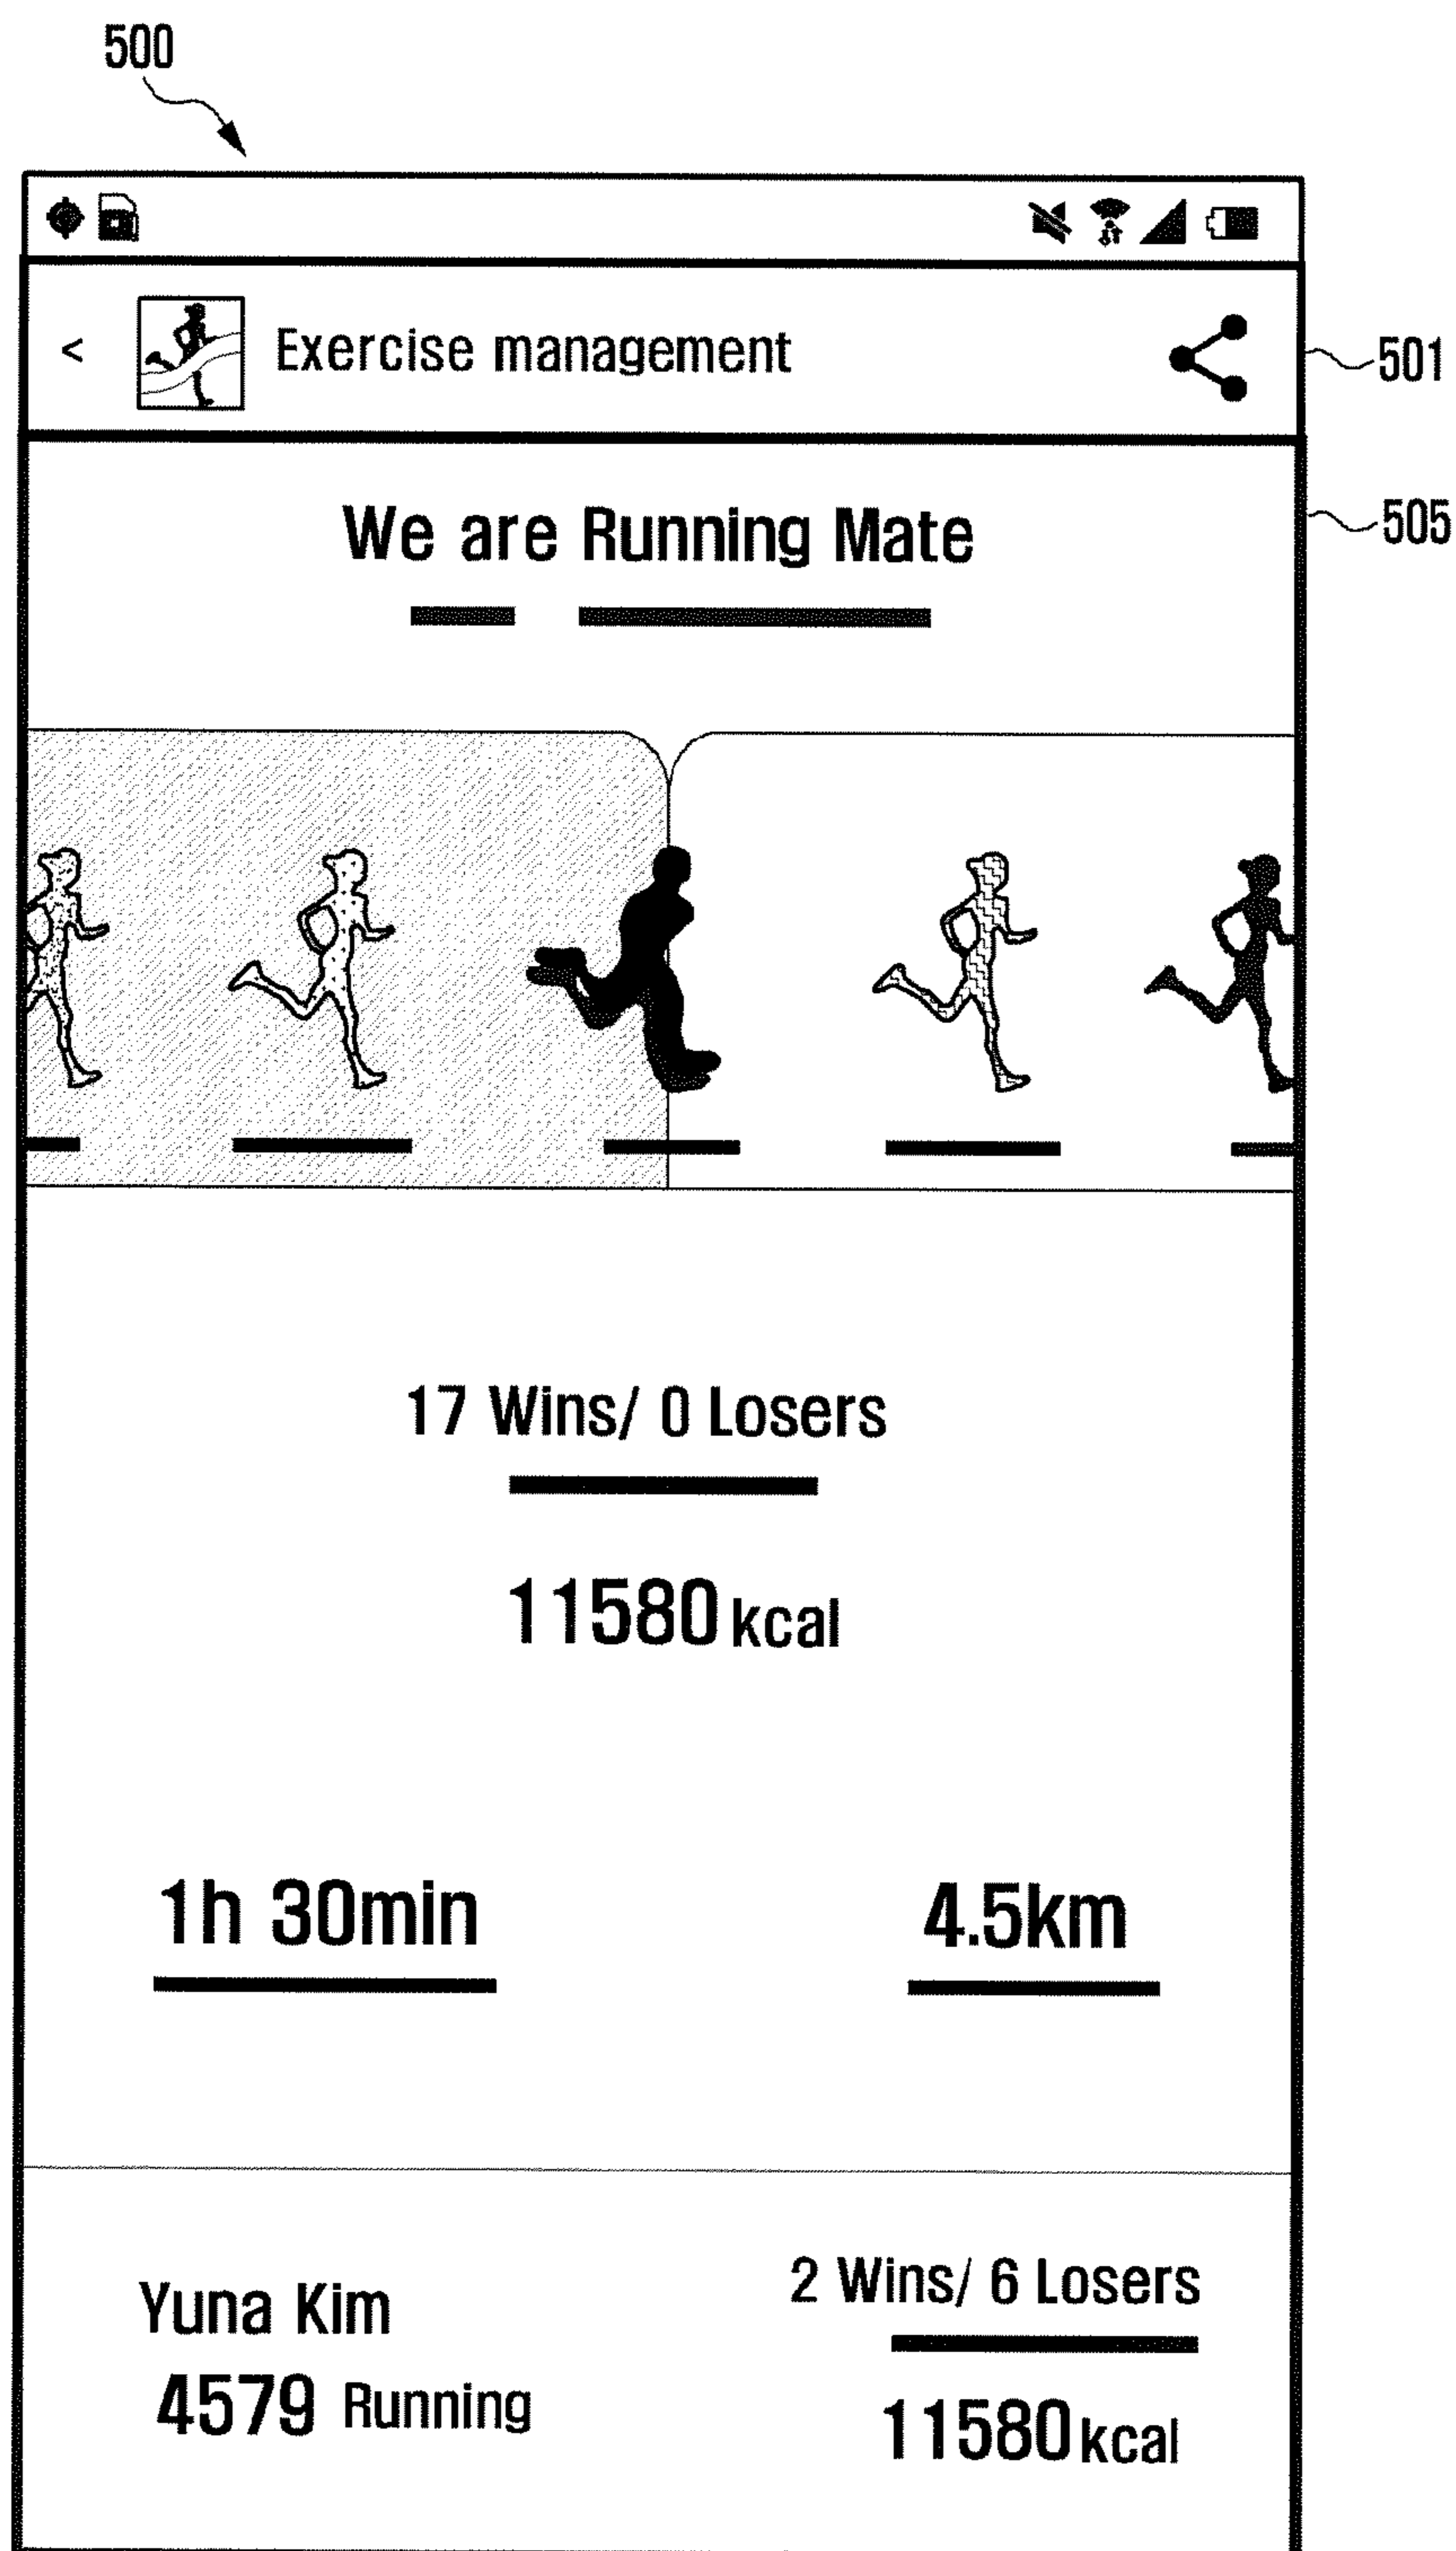 500
< Exercise management
501
We are Running Mate
505
17 Wins/ 0 Losers
11580 kcal
1h 30min
4.5km
Yuna Kim
4579 Running
2 Wins/ 6 Losers
11580 kcal